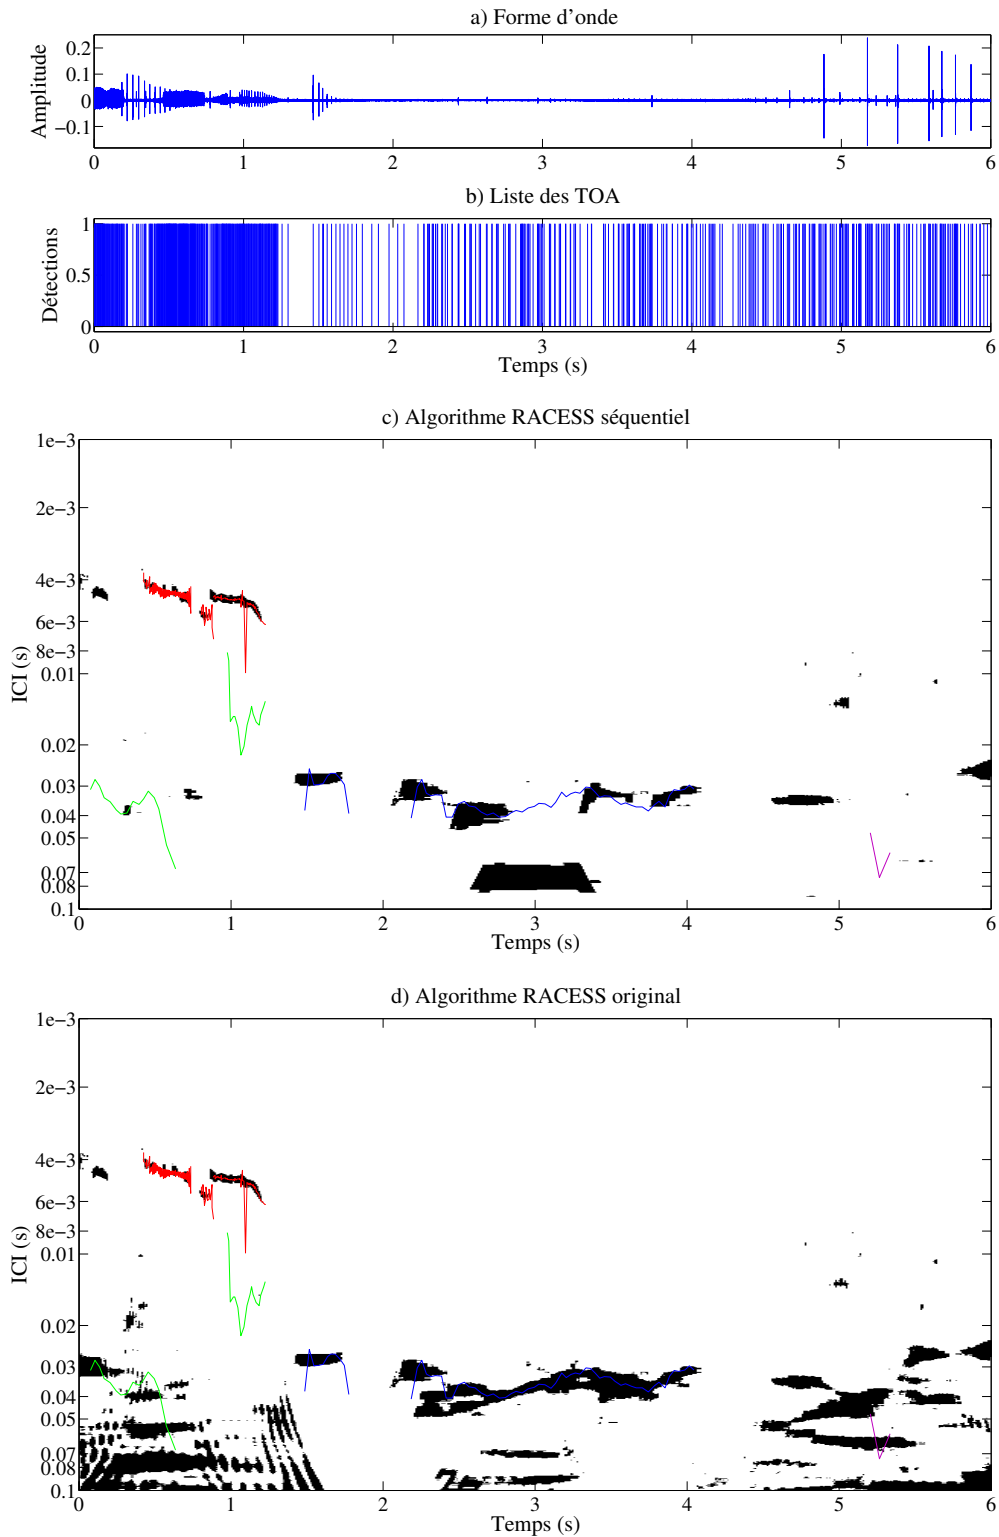 a) Forme d'onde
Amplitude
0.2
0.1
0
−0.1
0 1 2 3 4 5 6
b) Liste des TOA
Détections
1
0.5
0
0 1 2 3 4 5 6
Temps (s)
c) Algorithme RACESS séquentiel
ICI (s)
1e−3
2e−3
4e−3
6e−3
8e−3
0.01
0.02
0.03
0.04
0.05
0.07
0.08
0.1
0 1 2 3 4 5 6
Temps (s)
d) Algorithme RACESS original
ICI (s)
1e−3
2e−3
4e−3
6e−3
8e−3
0.01
0.02
0.03
0.04
0.05
0.07
0.08
0.1
0 1 2 3 4 5 6
Temps (s)